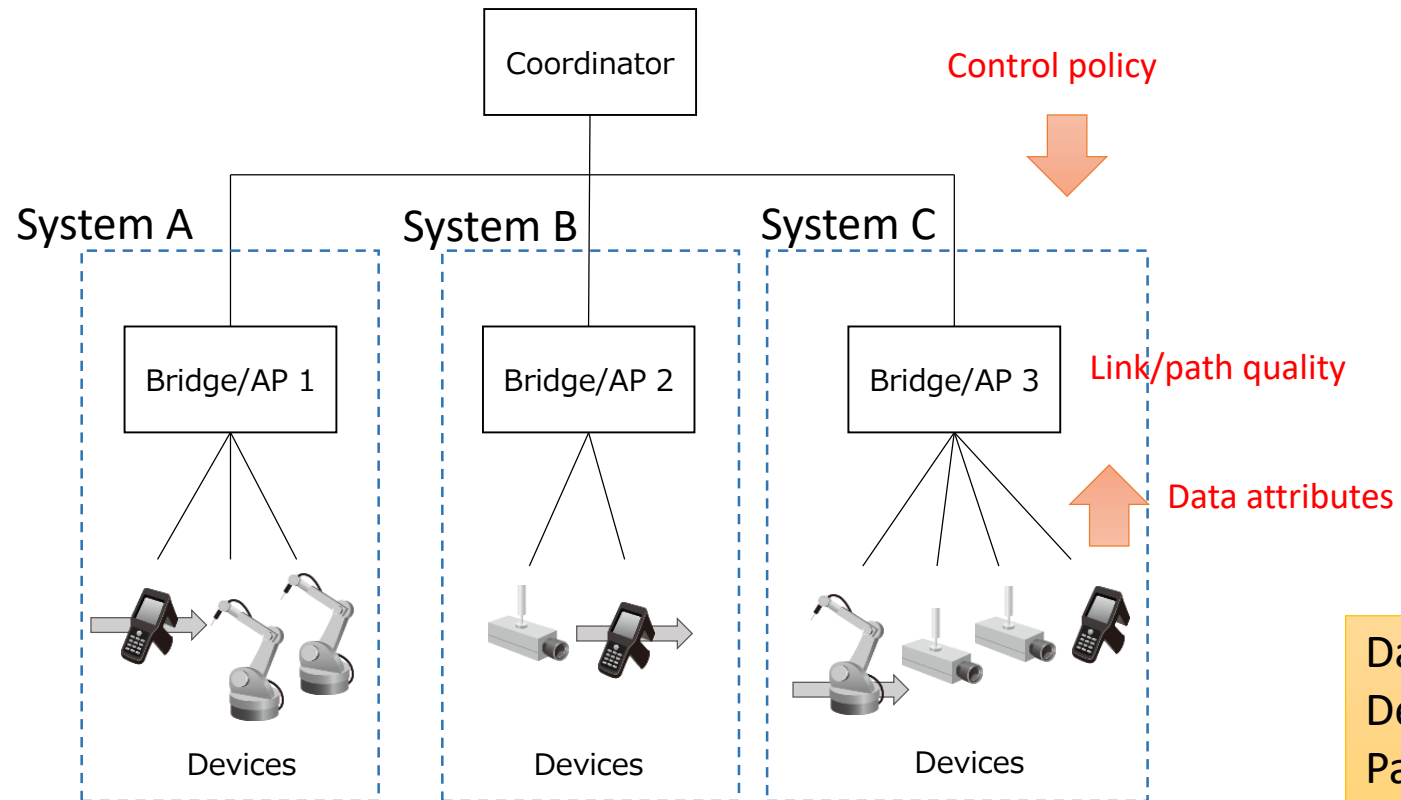 Coordinator
Control policy
System A
System B
System C
Bridge/AP 1
Bridge/AP 2
Bridge/AP 3
Link/path quality
Data attributes
Devices
Devices
Devices